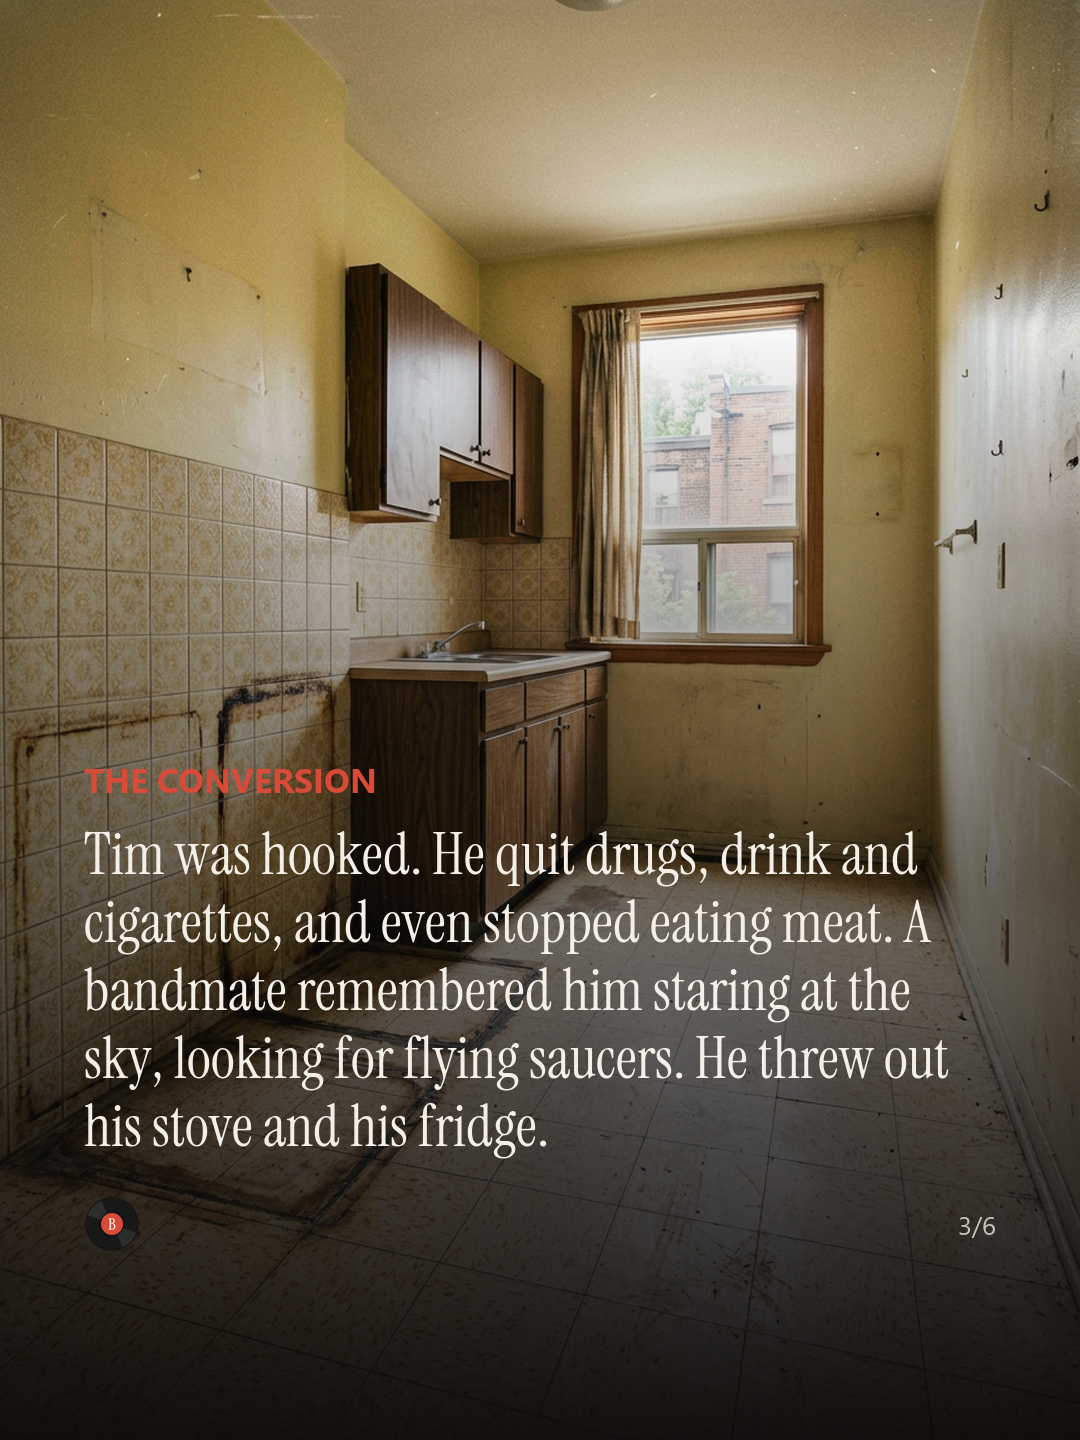 THE CONVERSION
Tim was hooked. He quit drugs, drink and
cigarettes, and even stopped eating meat. A
bandmate remembered him staring at the
sky, looking for flying saucers. He threw out
his stove and his fridge.
B
3/6